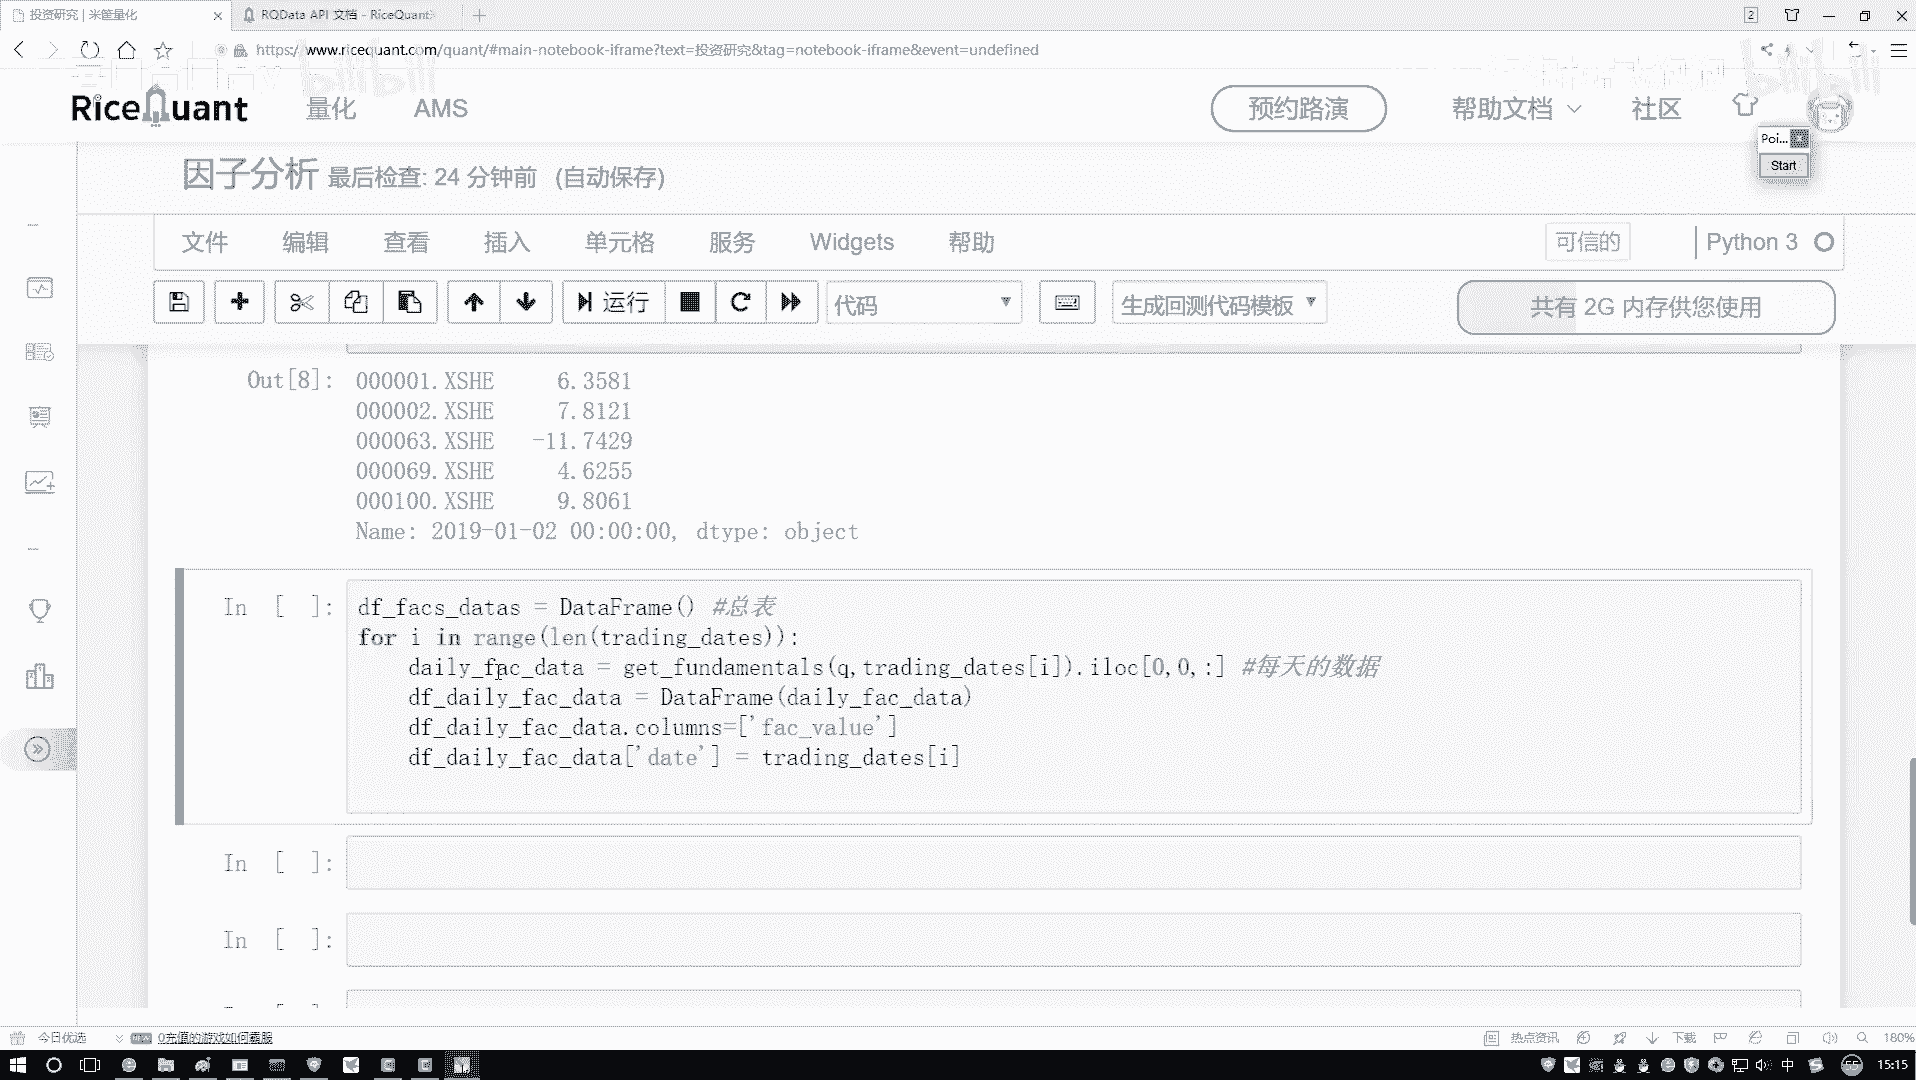 投资研究 | 米筐量化
RQData API 文档 - RiceQuant
2
https://www.ricequant.com/quant/#main-notebook-iframe?text=投资研究&tag=notebook-iframe&event=undefined
bilibili
bilibili
RiceQuant
量化
AMS
预约路演
帮助文档
社区
Poi...
Start
因子分析 最后检查: 24 分钟前 (自动保存)
文件 编辑 查看 插入 单元格 服务 Widgets 帮助
可信的
Python 3
运行
代码
生成回测代码模板
共有 2G 内存供您使用
Out[8]: 000001.XSHE 6.3581
000002.XSHE 7.8121
000063.XSHE -11.7429
000069.XSHE 4.6255
000100.XSHE 9.8061
Name: 2019-01-02 00:00:00, dtype: object
In [ ]: df_facs_datas = DataFrame() #总表
for i in range(len(trading_dates)):
daily_fac_data = get_fundamentals(q,trading_dates[i]).iloc[0,0,:] #每天的数据
df_daily_fac_data = DataFrame(daily_fac_data)
df_daily_fac_data.columns=['fac_value']
df_daily_fac_data['date'] = trading_dates[i]
In [ ]:
In [ ]:
今日优选
0充值的游戏如何霸服
热点资讯
下载
180%
中
55
15:15